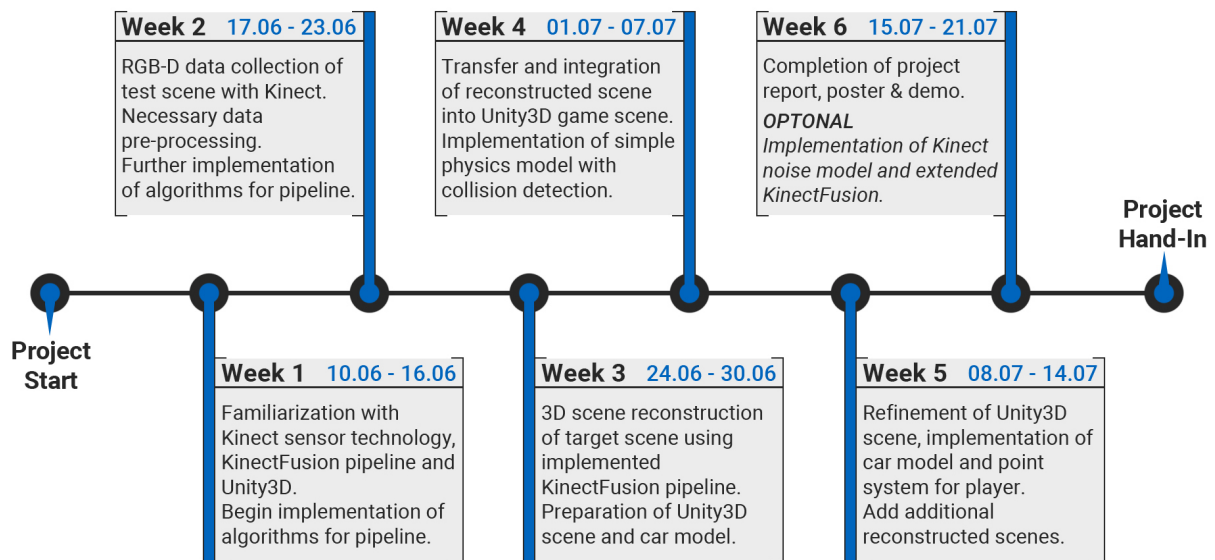 Week 2 17.06 - 23.06
RGB-D data collection of
test scene with Kinect.
Necessary data
pre-processing.
Further implementation
of algorithms for pipeline.
Week 4 01.07 - 07.07
Transfer and integration
of reconstructed scene
into Unity3D game scene.
Implementation of simple
physics model with
collision detection.
Week 6 15.07 - 21.07
Completion of project
report, poster & demo.
OPTONAL
Implementation of Kinect
noise model and extended
KinectFusion.
Project
Hand-In
Project
Start
Week 1 10.06 - 16.06
Familiarization with
Kinect sensor technology,
KinectFusion pipeline and
Unity3D.
Begin implementation of
algorithms for pipeline.
Week 3 24.06 - 30.06
3D scene reconstruction
of target scene using
implemented
KinectFusion pipeline.
Preparation of Unity3D
scene and car model.
Week 5 08.07 - 14.07
Refinement of Unity3D
scene, implementation of
car model and point
system for player.
Add additional
reconstructed scenes.